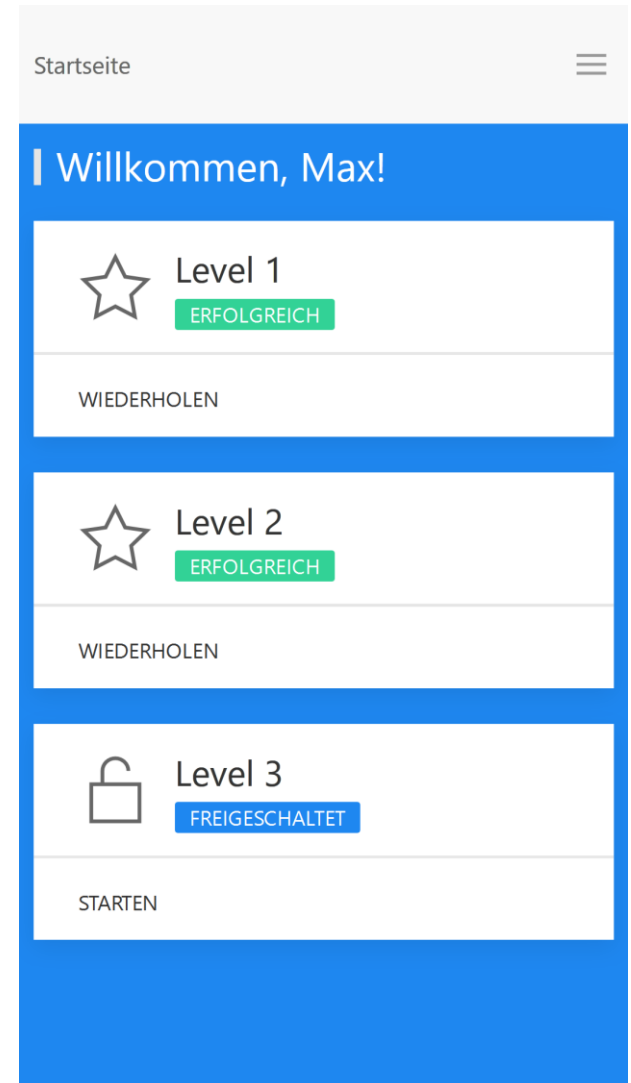 Startseite
Willkommen, Max!
Level 1
ERFOLGREICH
WIEDERHOLEN
Level 2
ERFOLGREICH
WIEDERHOLEN
Level 3
FREIGESCHALTET
STARTEN